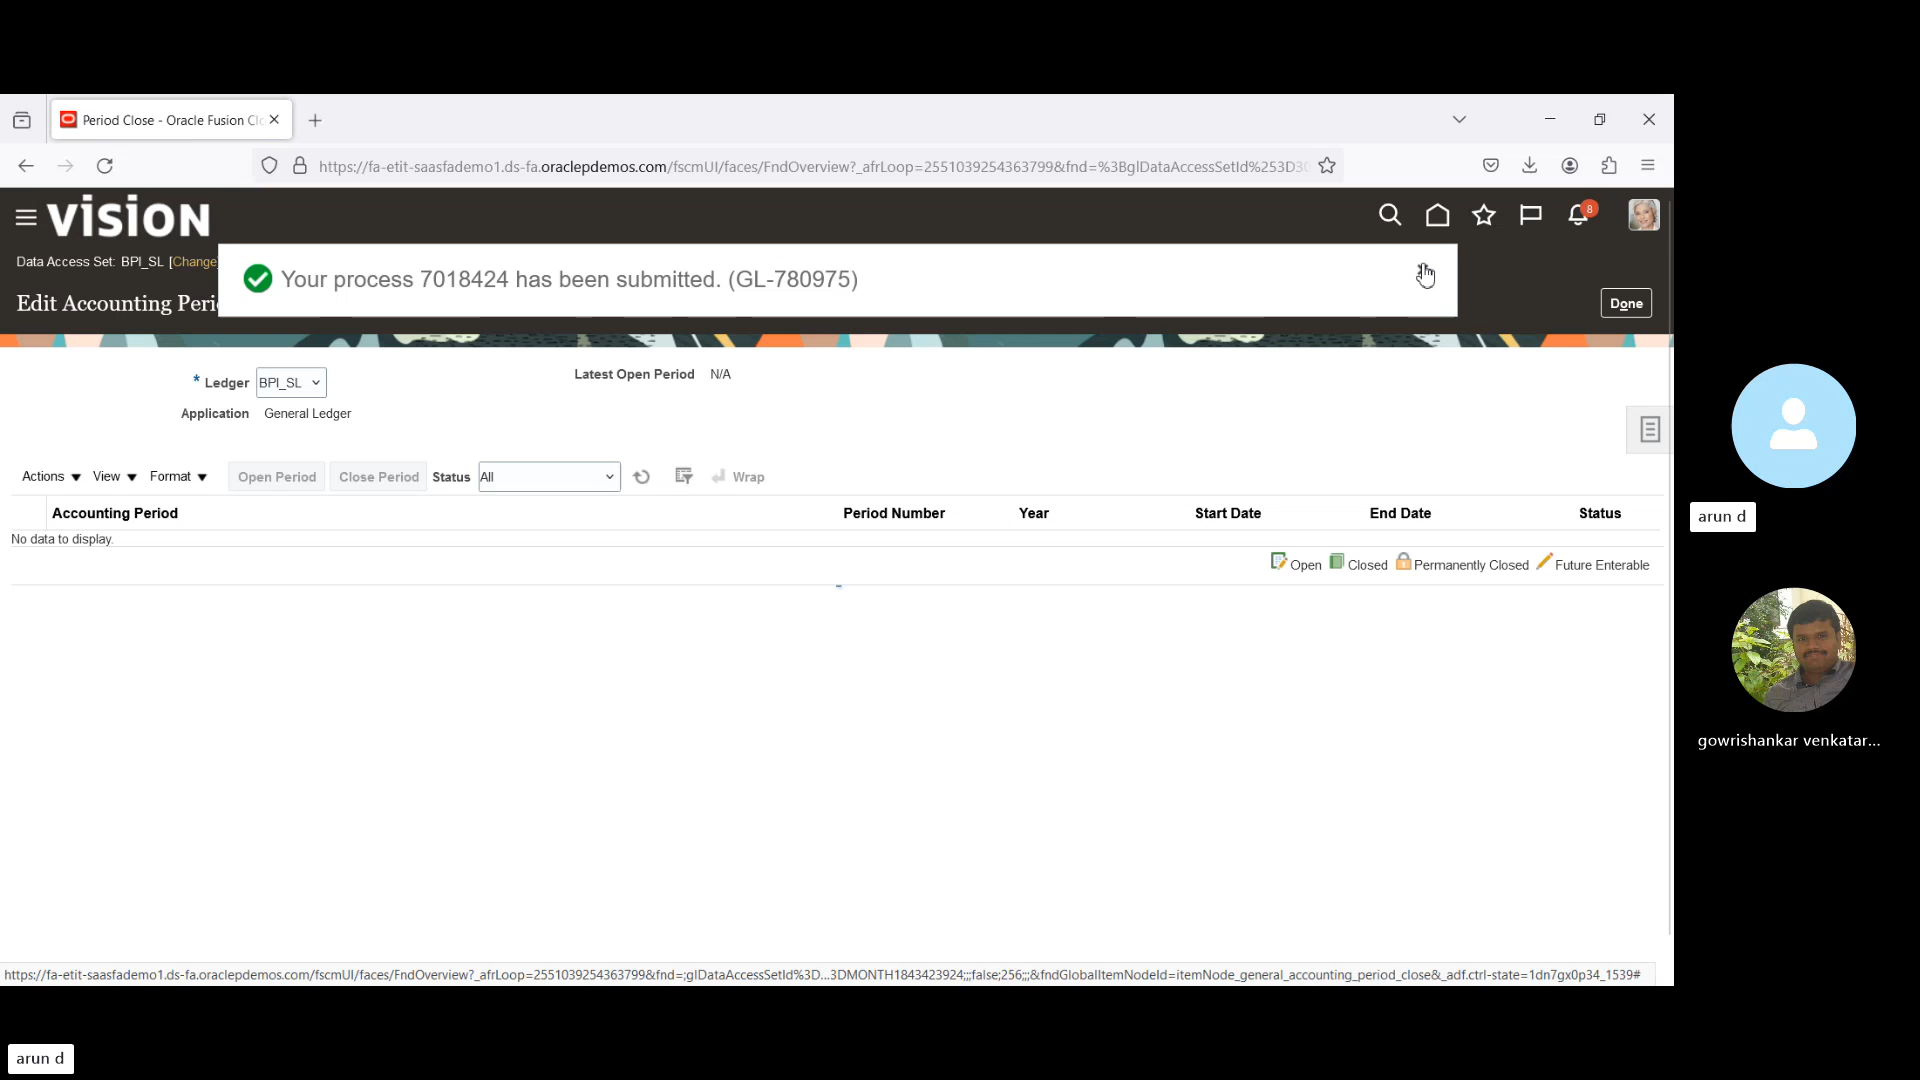 Period Close - Oracle Fusion Clo
https://fa-etit-saasfademo1.ds-fa.oraclepdemos.com/fscmUI/faces/FndOverview?_afrLoop=2551039254363799&fnd=%3BglDataAccessSetId%253D30
vision
8
Data Access Set: BPI_SL [Change
Your process 7018424 has been submitted. (GL-780975)
Edit Accounting Peri
Done
* Ledger BPI_SL
Latest Open Period N/A
Application General Ledger
Actions View Format Open Period Close Period Status All Wrap
Accounting Period Period Number Year Start Date End Date Status
No data to display.
Open Closed Permanently Closed Future Enterable
https://fa-etit-saasfademo1.ds-fa.oraclepdemos.com/fscmUI/faces/FndOverview?_afrLoop=2551039254363799&fnd=;glDataAccessSetId%3D...3DMONTH1843423924;;;false;256;;;&fndGlobalItemNodeId=itemNode_general_accounting_period_close&_adf.ctrl-state=1dn7gx0p34_1539#
arun d
gowrishankar venkatar...
arun d